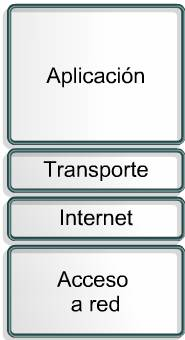 Aplicación
Transporte
Internet
Acceso
a red